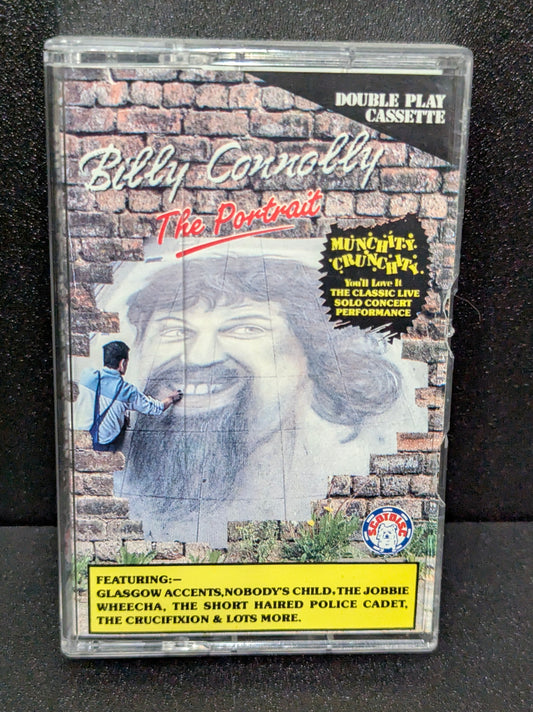 DOUBLE PLAY
CASSETTE
Billy Connolly
The Portrait
MUNCHITY.
CRUNCHITY.
You'll Love It
THE CLASSIC LIVE
SOLO CONCERT
PERFORMANCE
SCOTDISC
FEATURING:—
GLASGOW ACCENTS,NOBODY'S CHILD,THE JOBBIE
WHEECHA, THE SHORT HAIRED POLICE CADET,
THE CRUCIFIXION & LOTS MORE.